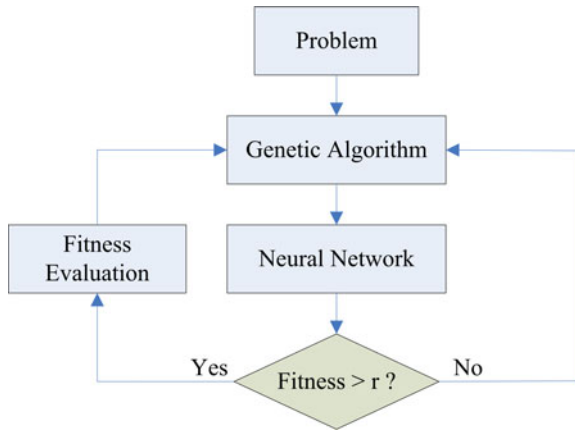 Problem
Genetic Algorithm
Fitness
Evaluation
Neural Network
Yes
Fitness > r ?
No